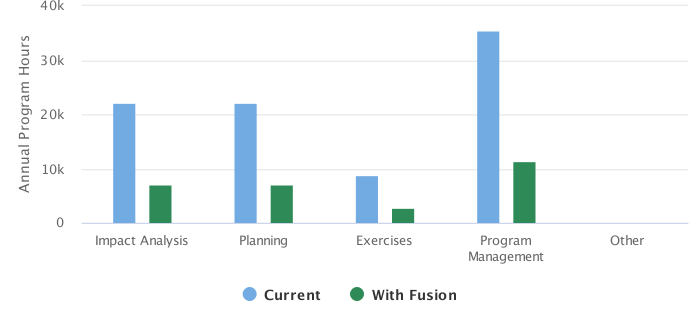 40k
30k
20k
10k
0
Annual Program Hours
Impact Analysis
Planning
Exercises
Program
Management
Other
Current
With Fusion